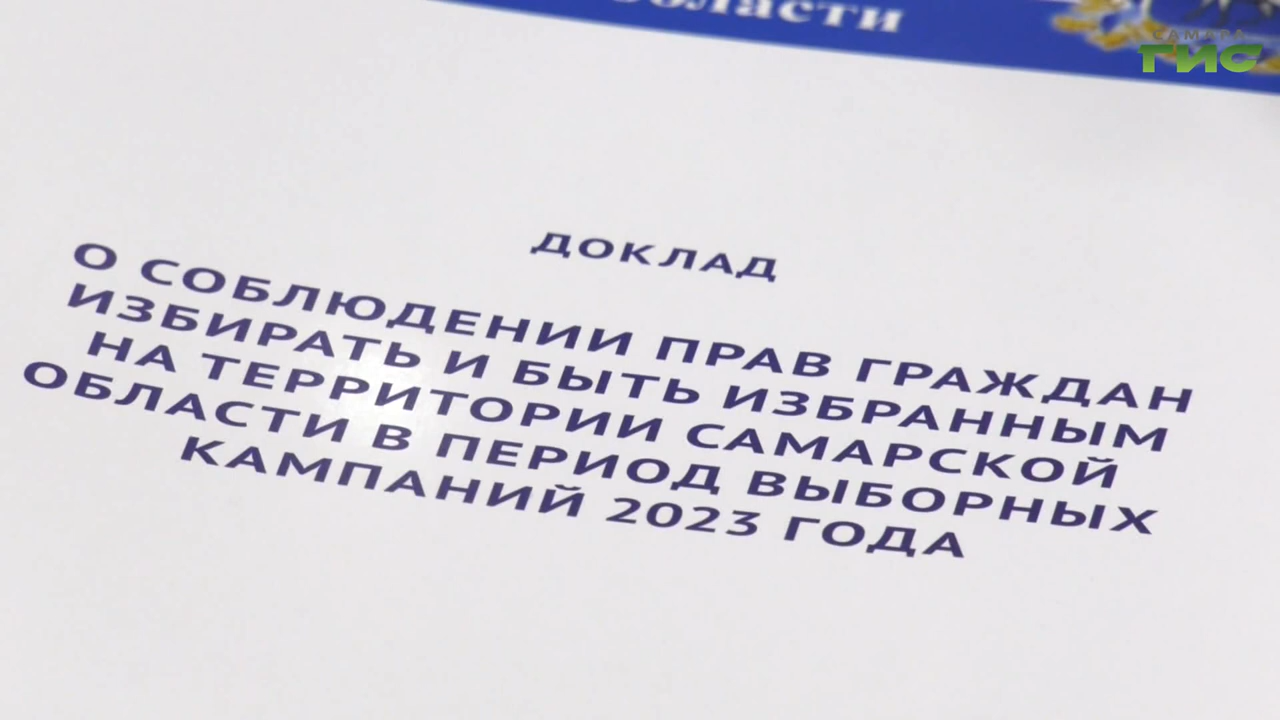 области
САМАРА
ГИС
ДОКЛАД
О СОБЛЮДЕНИИ ПРАВ ГРАЖДАН
ИЗБИРАТЬ И БЫТЬ ИЗБРАННЫМ
НА ТЕРРИТОРИИ САМАРСКОЙ
ОБЛАСТИ В ПЕРИОД ВЫБОРНЫХ
КАМПАНИЙ 2023 ГОДА